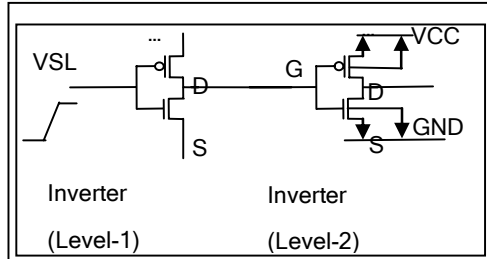 ...
...
VCC
VSL
D
G
D
S
S
GND
Inverter
(Level-1)
Inverter
(Level-2)